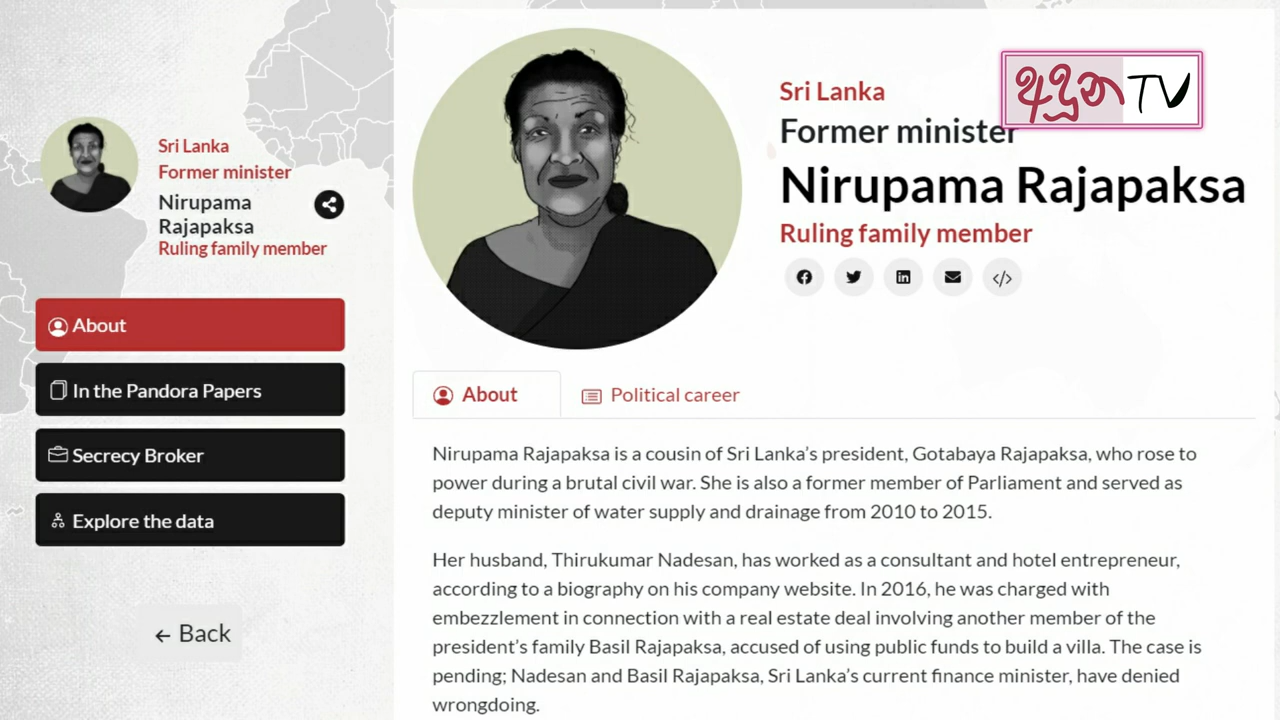 Sri Lanka
Former minister
Nirupama
Rajapaksa
Ruling family member
About
In the Pandora Papers
Secrecy Broker
Explore the data
← Back
Sri Lanka
Former minister
Nirupama Rajapaksa
Ruling family member
අදුන TV
About
Political career
Nirupama Rajapaksa is a cousin of Sri Lanka’s president, Gotabaya Rajapaksa, who rose to
power during a brutal civil war. She is also a former member of Parliament and served as
deputy minister of water supply and drainage from 2010 to 2015.
Her husband, Thirukumar Nadesan, has worked as a consultant and hotel entrepreneur,
according to a biography on his company website. In 2016, he was charged with
embezzlement in connection with a real estate deal involving another member of the
president’s family Basil Rajapaksa, accused of using public funds to build a villa. The case is
pending; Nadesan and Basil Rajapaksa, Sri Lanka’s current finance minister, have denied
wrongdoing.